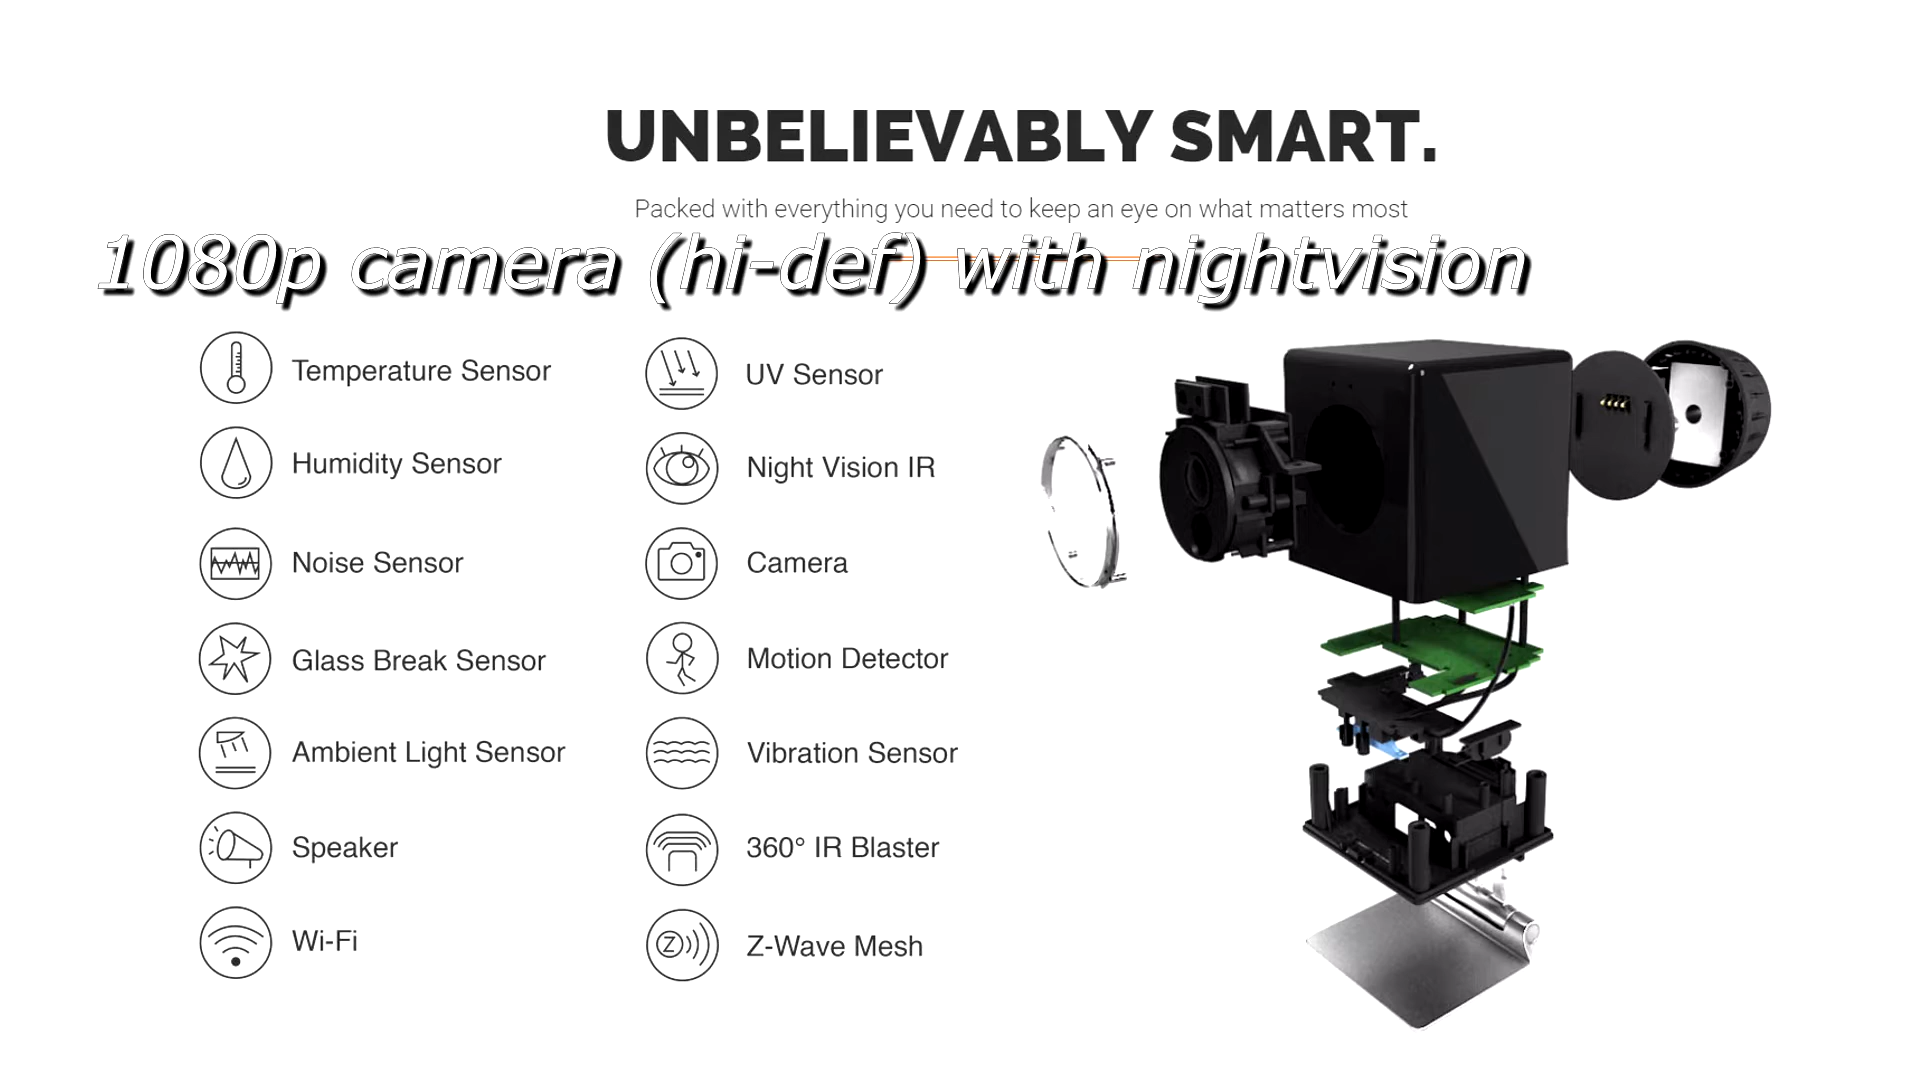 UNBELIEVABLY SMART.
Packed with everything you need to keep an eye on what matters most
1080p camera (hi-def) with nightvision
Temperature Sensor
Humidity Sensor
Noise Sensor
Glass Break Sensor
Ambient Light Sensor
Speaker
Wi-Fi
UV Sensor
Night Vision IR
Camera
Motion Detector
Vibration Sensor
360° IR Blaster
Z
Z-Wave Mesh